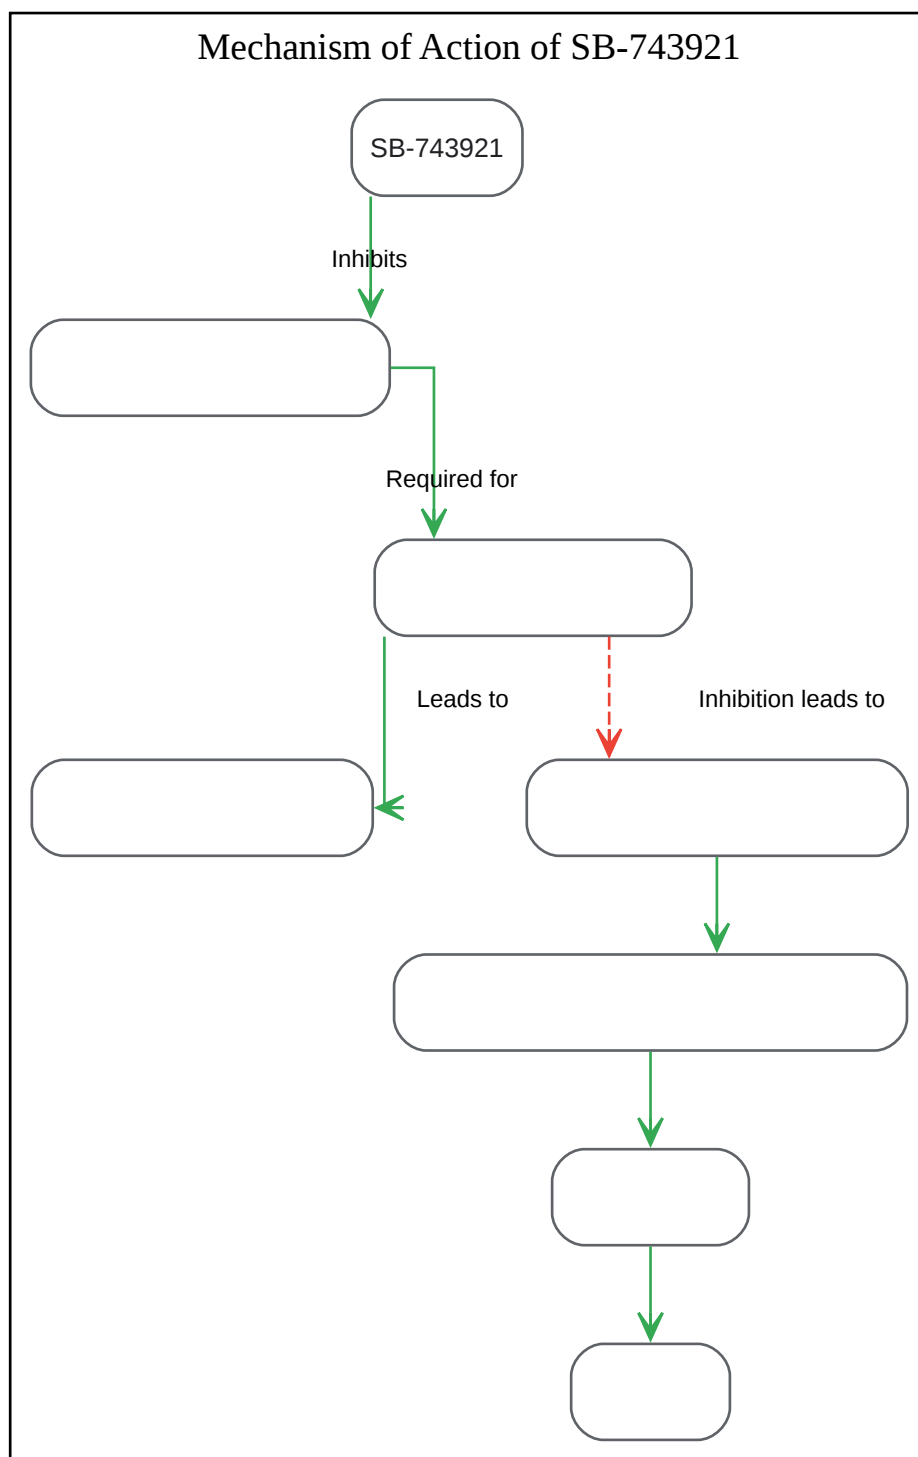 Mechanism of Action of SB-743921
SB-743921
Inhibits
Required for
Leads to
Inhibition leads to